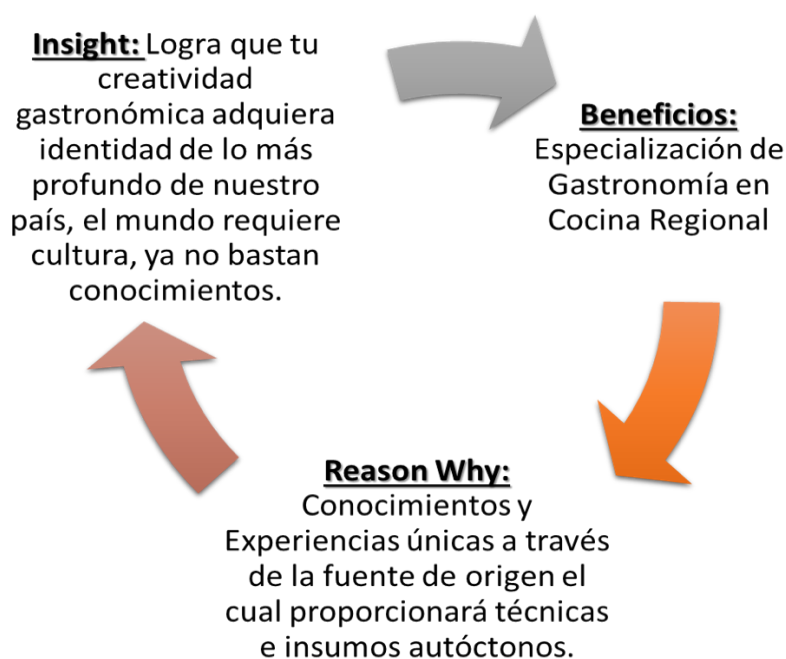 Insight: Logra que tu
creatividad
gastronómica adquiera
identidad de lo más
profundo de nuestro
país, el mundo requiere
cultura, ya no bastan
conocimientos.
Beneficios:
Especialización de
Gastronomía en
Cocina Regional
Reason Why:
Conocimientos y
Experiencias únicas a través
de la fuente de origen el
cual proporcionará técnicas
e insumos autóctonos.